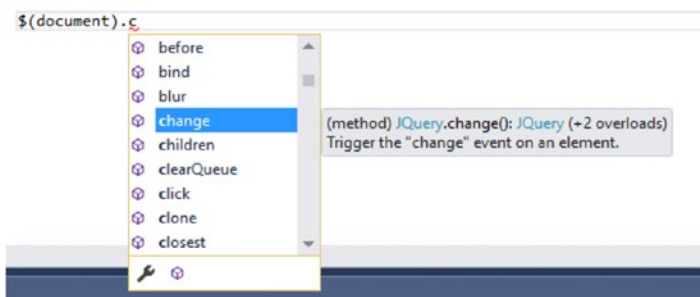 $(document).c
before
bind
blur
change
children
clearQueue
click
clone
closest
(method) JQuery.change(): JQuery (+2 overloads)
Trigger the "change" event on an element.